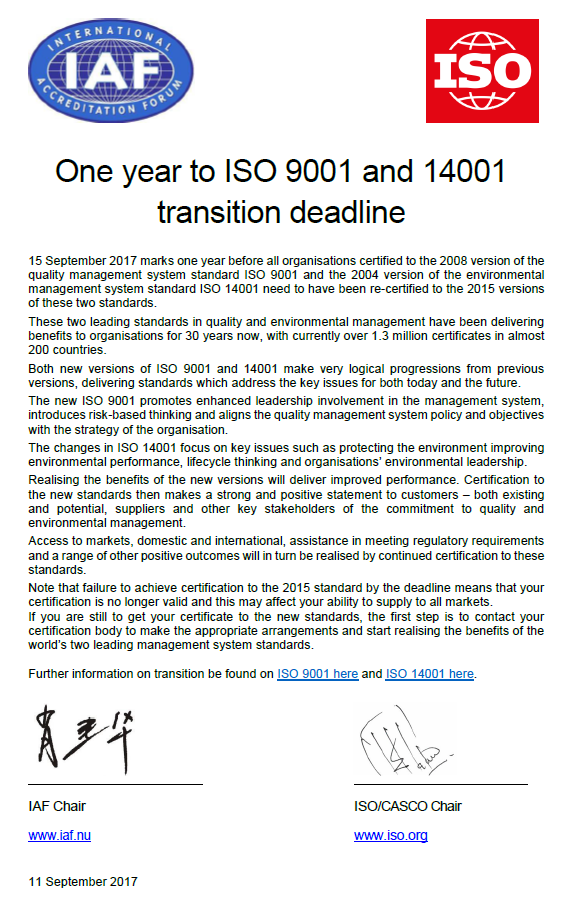 INTERNATIONAL
IAF
ACCREDITATION FORUM
ISO
One year to ISO 9001 and 14001
transition deadline
15 September 2017 marks one year before all organisations certified to the 2008 version of the
quality management system standard ISO 9001 and the 2004 version of the environmental
management system standard ISO 14001 need to have been re-certified to the 2015 versions
of these two standards.
These two leading standards in quality and environmental management have been delivering
benefits to organisations for 30 years now, with currently over 1.3 million certificates in almost
200 countries.
Both new versions of ISO 9001 and 14001 make very logical progressions from previous
versions, delivering standards which address the key issues for both today and the future.
The new ISO 9001 promotes enhanced leadership involvement in the management system,
introduces risk-based thinking and aligns the quality management system policy and objectives
with the strategy of the organisation.
The changes in ISO 14001 focus on key issues such as protecting the environment improving
environmental performance, lifecycle thinking and organisations' environmental leadership.
Realising the benefits of the new versions will deliver improved performance. Certification to
the new standards then makes a strong and positive statement to customers – both existing
and potential, suppliers and other key stakeholders of the commitment to quality and
environmental management.
Access to markets, domestic and international, assistance in meeting regulatory requirements
and a range of other positive outcomes will in turn be realised by continued certification to these
standards.
Note that failure to achieve certification to the 2015 standard by the deadline means that your
certification is no longer valid and this may affect your ability to supply to all markets.
If you are still to get your certificate to the new standards, the first step is to contact your
certification body to make the appropriate arrangements and start realising the benefits of the
world's two leading management system standards.
Further information on transition be found on ISO 9001 here and ISO 14001 here.
IAF Chair
ISO/CASCO Chair
www.iaf.nu
www.iso.org
11 September 2017